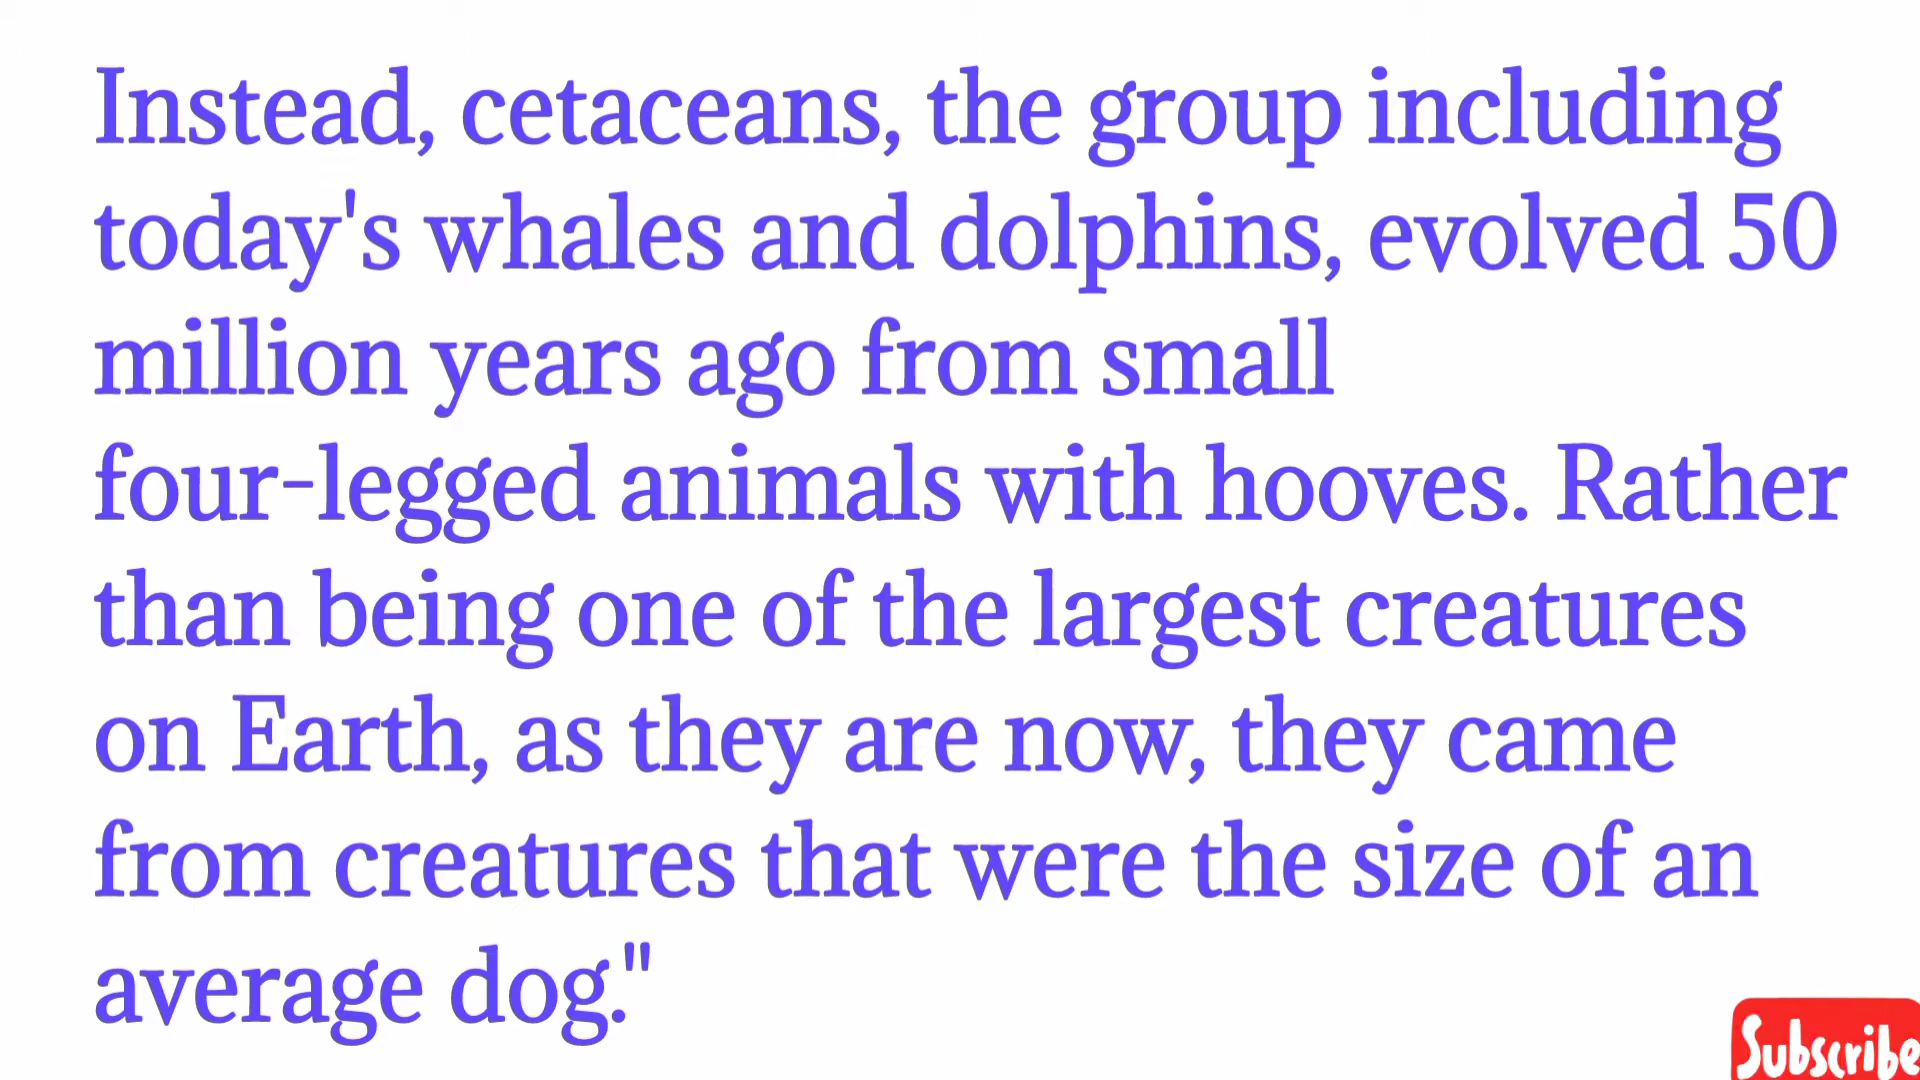 Instead, cetaceans, the group including
today's whales and dolphins, evolved 50
million years ago from small
four-legged animals with hooves. Rather
than being one of the largest creatures
on Earth, as they are now, they came
from creatures that were the size of an
average dog."
Subscribe